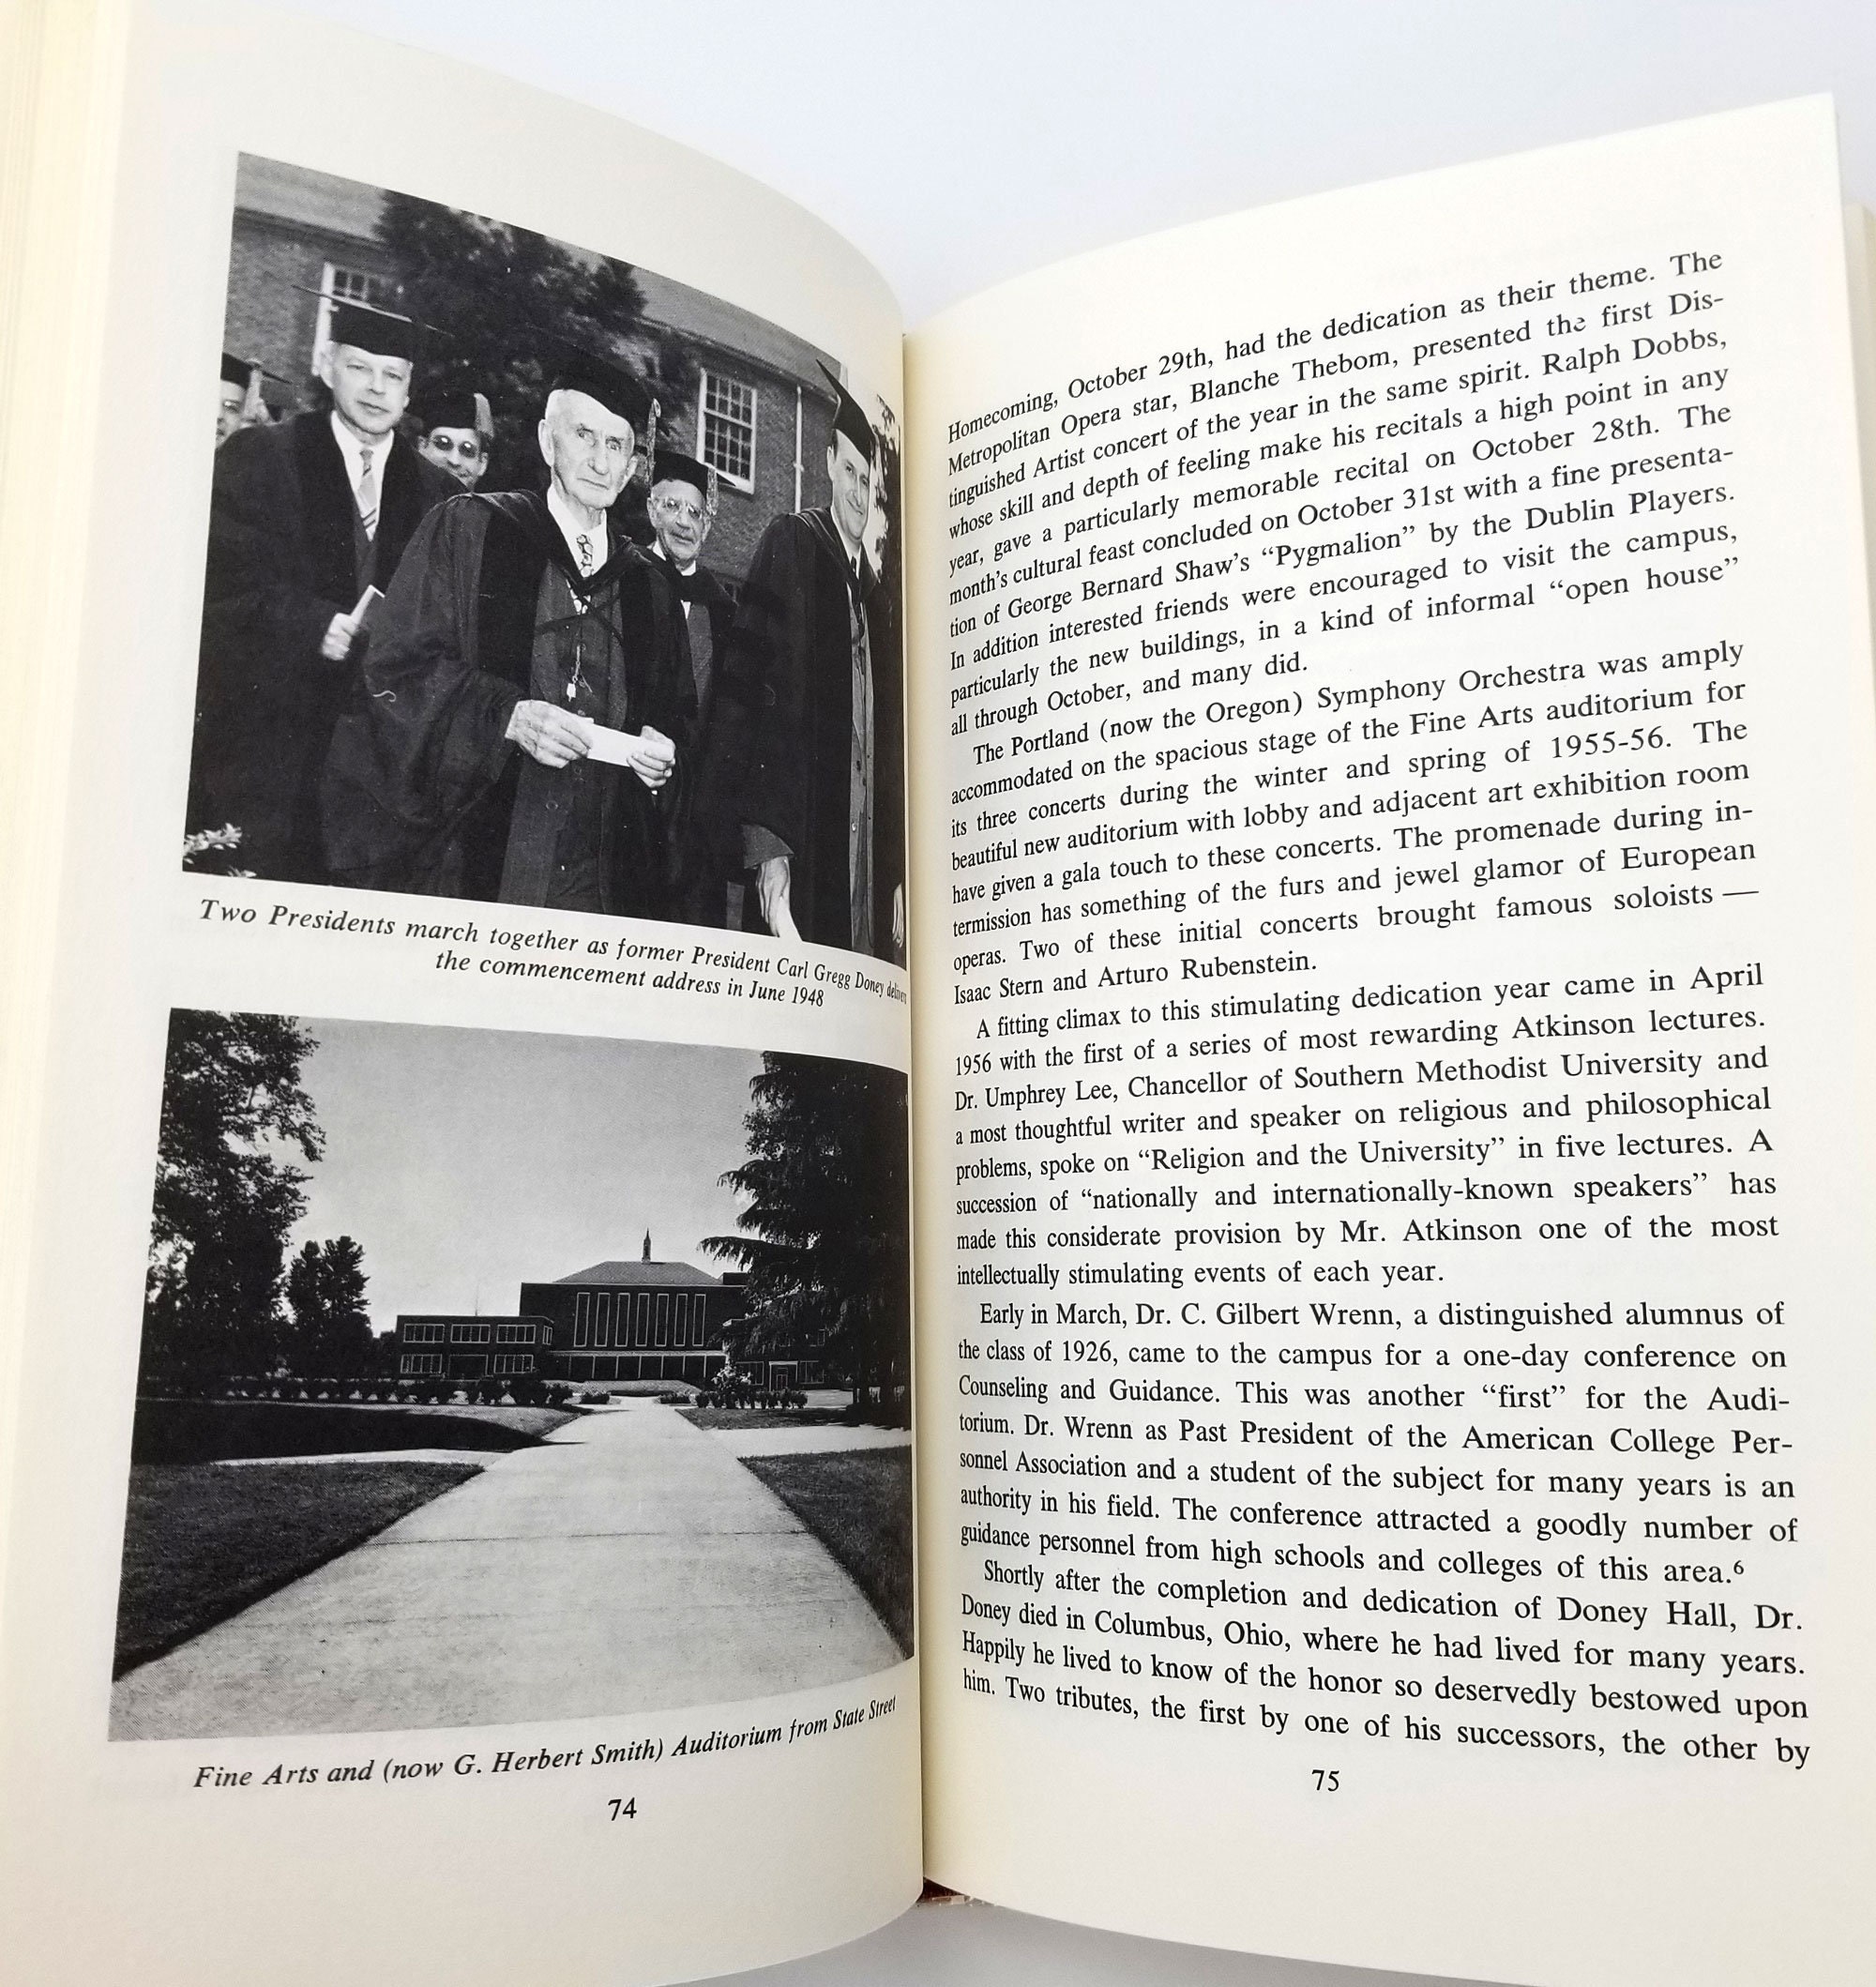 Two Presidents march together as former President Carl Gregg Doney delivers
the commencement address in June 1948
Fine Arts and (now G. Herbert Smith) Auditorium from State Street
74
Homecoming, October 29th, had the dedication as their theme. The
Metropolitan Opera star, Blanche Thebom, presented the first Dis-
tinguished Artist concert of the year in the same spirit. Ralph Dobbs,
whose skill and depth of feeling make his recitals a high point in any
year, gave a particularly memorable recital on October 28th. The
month's cultural feast concluded on October 31st with a fine presenta-
tion of George Bernard Shaw's “Pygmalion” by the Dublin Players.
In addition interested friends were encouraged to visit the campus,
particularly the new buildings, in a kind of informal “open house”
all through October, and many did.
The Portland (now the Oregon) Symphony Orchestra was amply
accommodated on the spacious stage of the Fine Arts auditorium for
its three concerts during the winter and spring of 1955-56. The
beautiful new auditorium with lobby and adjacent art exhibition room
have given a gala touch to these concerts. The promenade during in-
termission has something of the furs and jewel glamor of European
operas. Two of these initial concerts brought famous soloists —
Isaac Stern and Arturo Rubenstein.
A fitting climax to this stimulating dedication year came in April
1956 with the first of a series of most rewarding Atkinson lectures.
Dr. Umphrey Lee, Chancellor of Southern Methodist University and
a most thoughtful writer and speaker on religious and philosophical
problems, spoke on “Religion and the University” in five lectures. A
succession of “nationally and internationally-known speakers” has
made this considerate provision by Mr. Atkinson one of the most
intellectually stimulating events of each year.
Early in March, Dr. C. Gilbert Wrenn, a distinguished alumnus of
the class of 1926, came to the campus for a one-day conference on
Counseling and Guidance. This was another “first” for the Audi-
torium. Dr. Wrenn as Past President of the American College Per-
sonnel Association and a student of the subject for many years is an
authority in his field. The conference attracted a goodly number of
guidance personnel from high schools and colleges of this area.⁶
Shortly after the completion and dedication of Doney Hall, Dr.
Doney died in Columbus, Ohio, where he had lived for many years.
Happily he lived to know of the honor so deservedly bestowed upon
him. Two tributes, the first by one of his successors, the other by
75